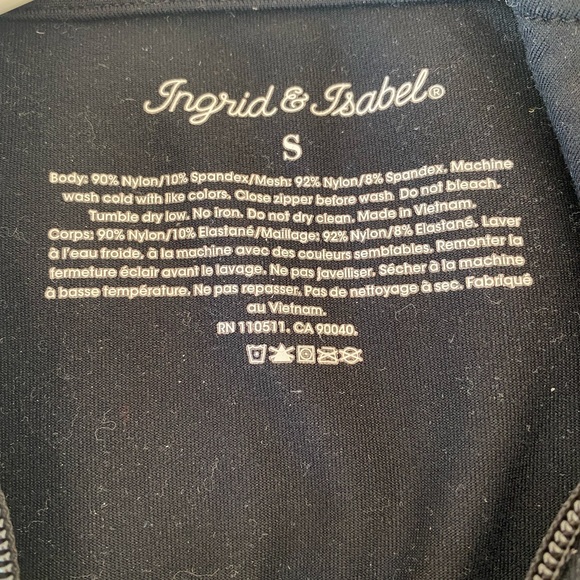 Ingrid & Isabel®
S
Body: 90% Nylon/10% Spandex/Mesh: 92% Nylon/8% Spandex. Machine
wash cold with like colors. Close zipper before wash. Do not bleach.
Tumble dry low. No iron. Do not dry clean. Made in Vietnam.
Corps: 90% Nylon/10% Elastané/Maillage: 92% Nylon/8% Elastané. Laver
à l'eau froide, à la machine avec des couleurs semblables. Remonter la
fermeture éclair avant le lavage. Ne pas javelliser. Sécher à la machine
à basse température. Ne pas repasser. Pas de nettoyage à sec. Fabriqué
au Vietnam.
RN 110511. CA 90040.